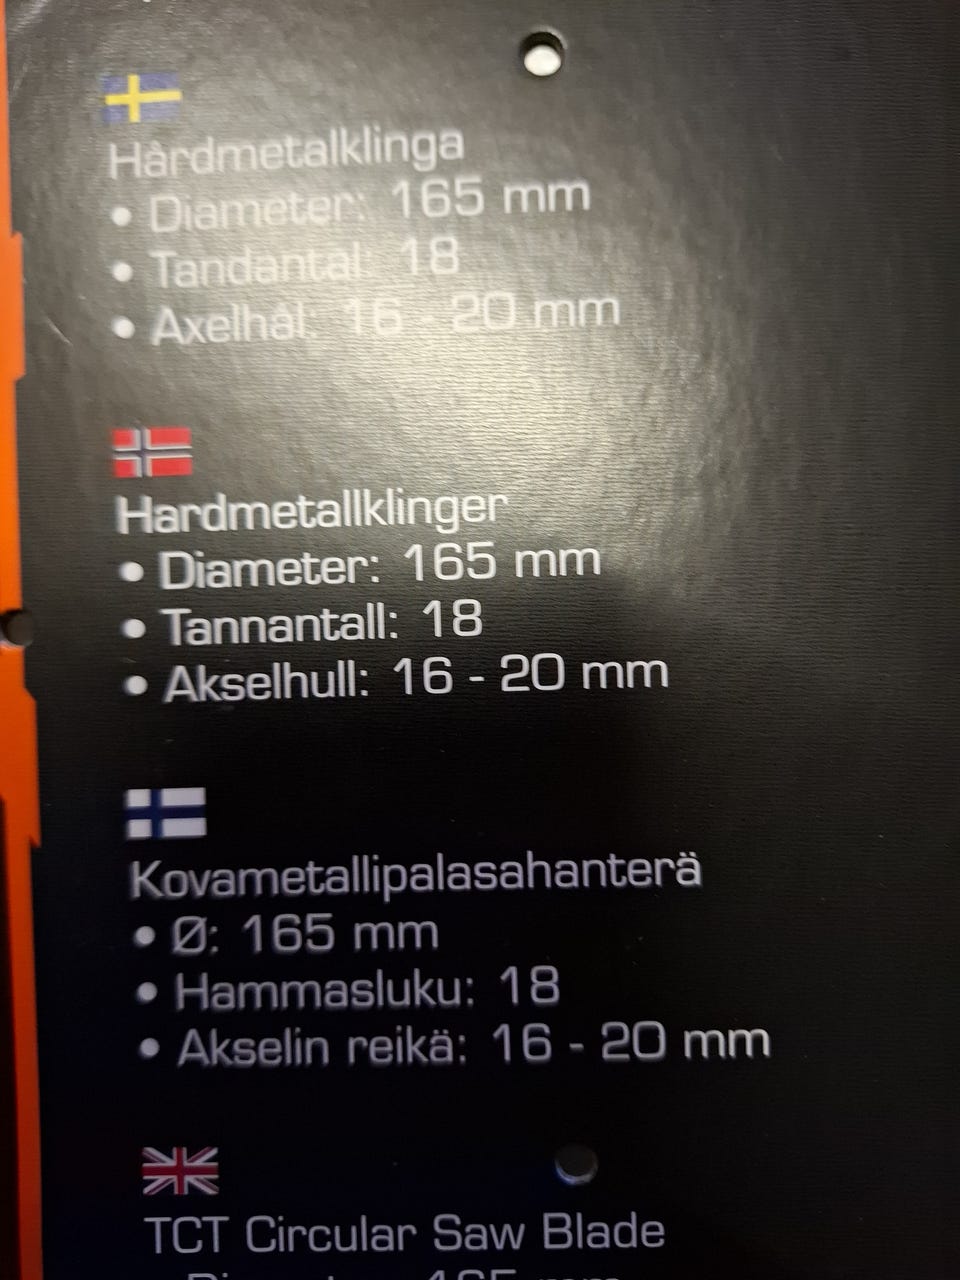 Hårdmetalklinga
• Diameter: 165 mm
• Tandantal: 18
• Axelhål: 16 - 20 mm
Hardmetallklinger
• Diameter: 165 mm
• Tannantall: 18
• Akselhull: 16 - 20 mm
Kovametallipalasahanterä
• Ø: 165 mm
• Hammasluku: 18
• Akselin reikä: 16 - 20 mm
TCT Circular Saw Blade